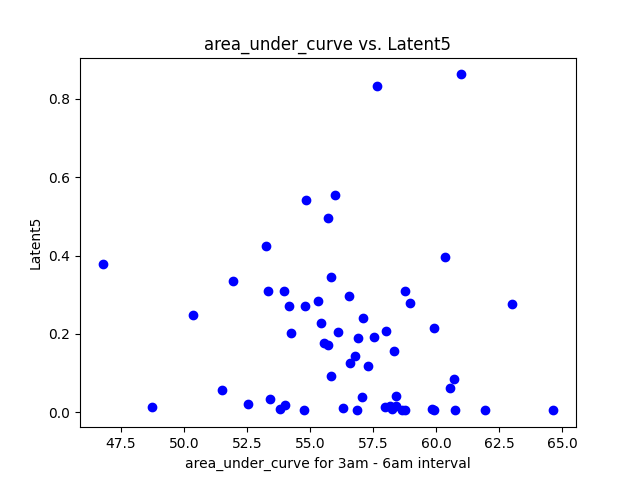 area_under_curve vs. Latent5
0.8
0.6
0.4
0.2
0.0
Latent5
47.5 50.0 52.5 55.0 57.5 60.0 62.5 65.0
area_under_curve for 3am - 6am interval